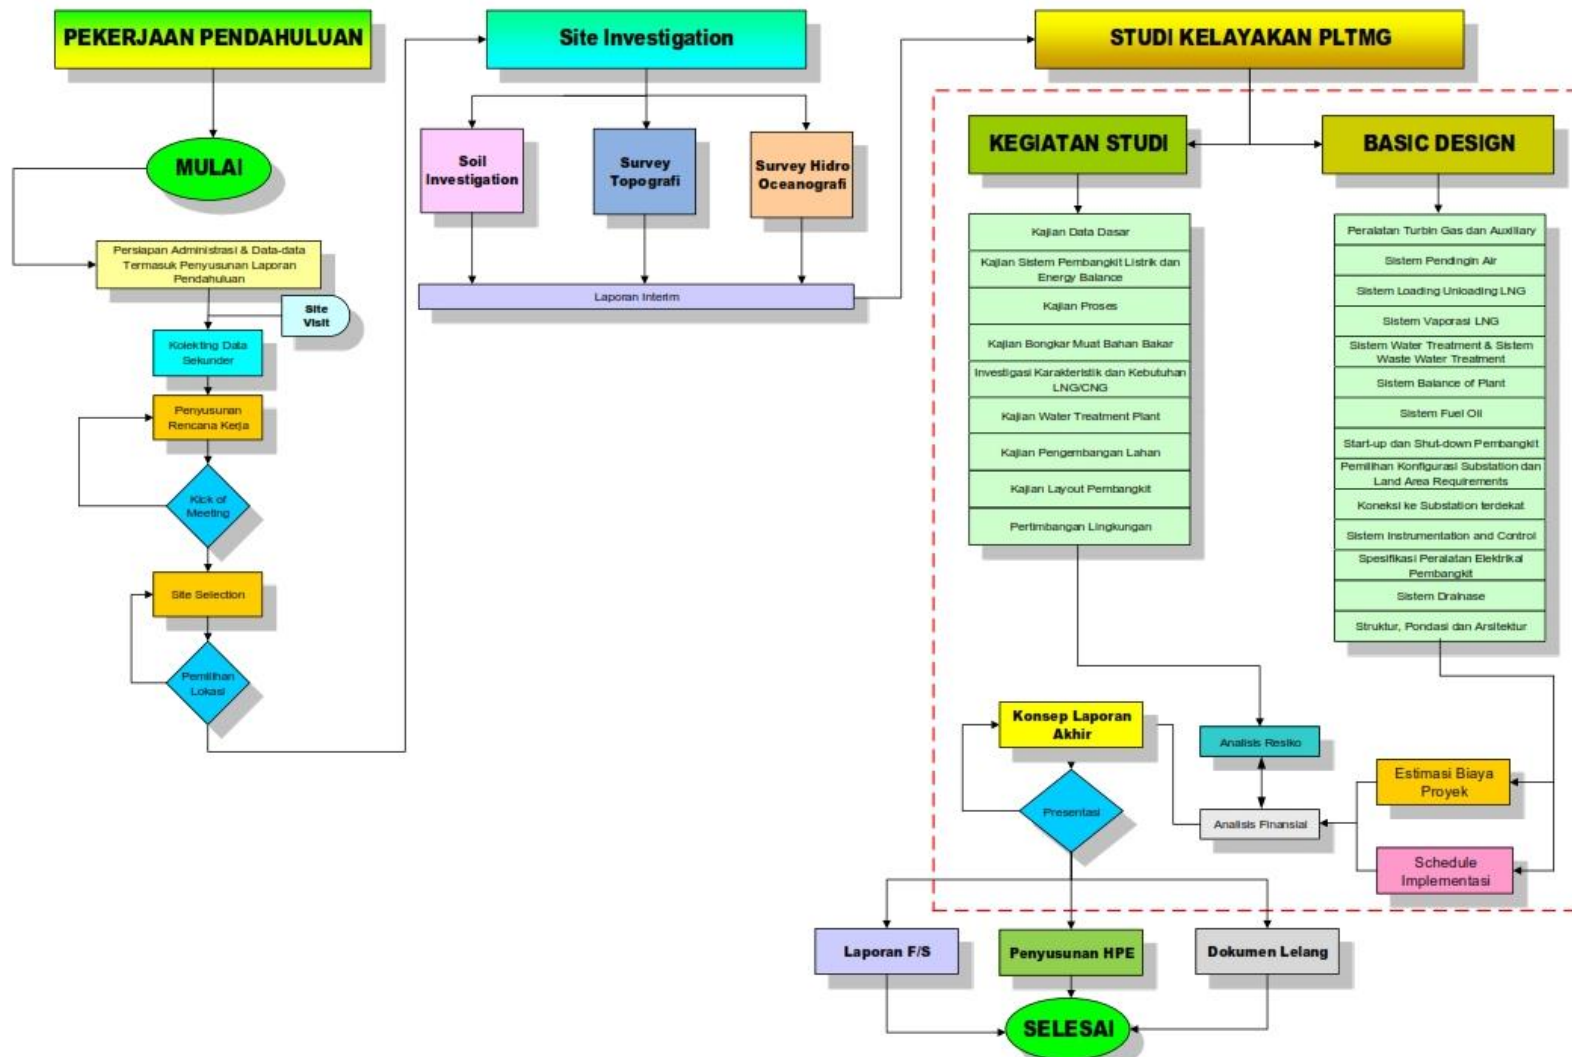 PEKERJAAN PENDAHULUAN
MULAI
Persiapan Administrasi & Data-data
Termasuk Penyusunan Laporan
Pendahuluan
Site
Visit
Kolekting Data
Sekunder
Penyusunan
Rencana Kerja
Kick of
Meeting
Site Selection
Pemilihan
Lokasi
Site Investigation
Soil
Investigation
Survey
Topografi
Survey Hidro
Oceanografi
Laporan Interim
STUDI KELAYAKAN PLTMG
KEGIATAN STUDI
Kajian Data Dasar
Kajian Sistem Pembangkit Listrik dan
Energy Balance
Kajian Proses
Kajian Bongkar Muat Bahan Bakar
Investigasi Karakteristik dan Kebutuhan
LNG/CNG
Kajian Water Treatment Plant
Kajian Pengembangan Lahan
Kajian Layout Pembangkit
Pertimbangan Lingkungan
BASIC DESIGN
Peralatan Turbin Gas dan Auxiliary
Sistem Pendingin Air
Sistem Loading Unloading LNG
Sistem Vaporasi LNG
Sistem Water Treatment & Sistem
Waste Water Treatment
Sistem Balance of Plant
Sistem Fuel Oil
Start-up dan Shut-down Pembangkit
Pemilihan Konfigurasi Substation dan
Land Area Requirements
Koneksi ke Substation terdekat
Sistem Instrumentation and Control
Spesifikasi Peralatan Elektrikal
Pembangkit
Sistem Drainase
Struktur, Pondasi dan Arsitektur
Konsep Laporan
Akhir
Presentasi
Analisis Resiko
Analisis Finansial
Estimasi Biaya
Proyek
Schedule
Implementasi
Laporan F/S
Penyusunan HPE
Dokumen Lelang
SELESAI